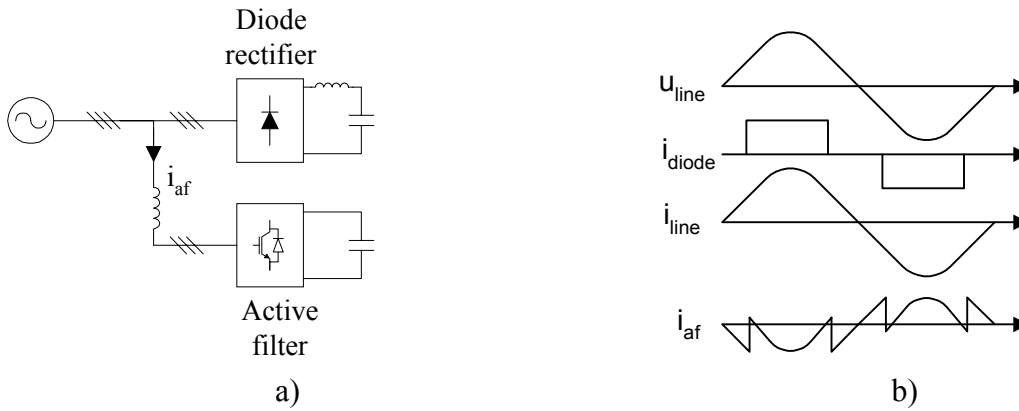 Diode
rectifier
i_af
Active
filter
a)
u_line
i_diode
i_line
i_af
b)